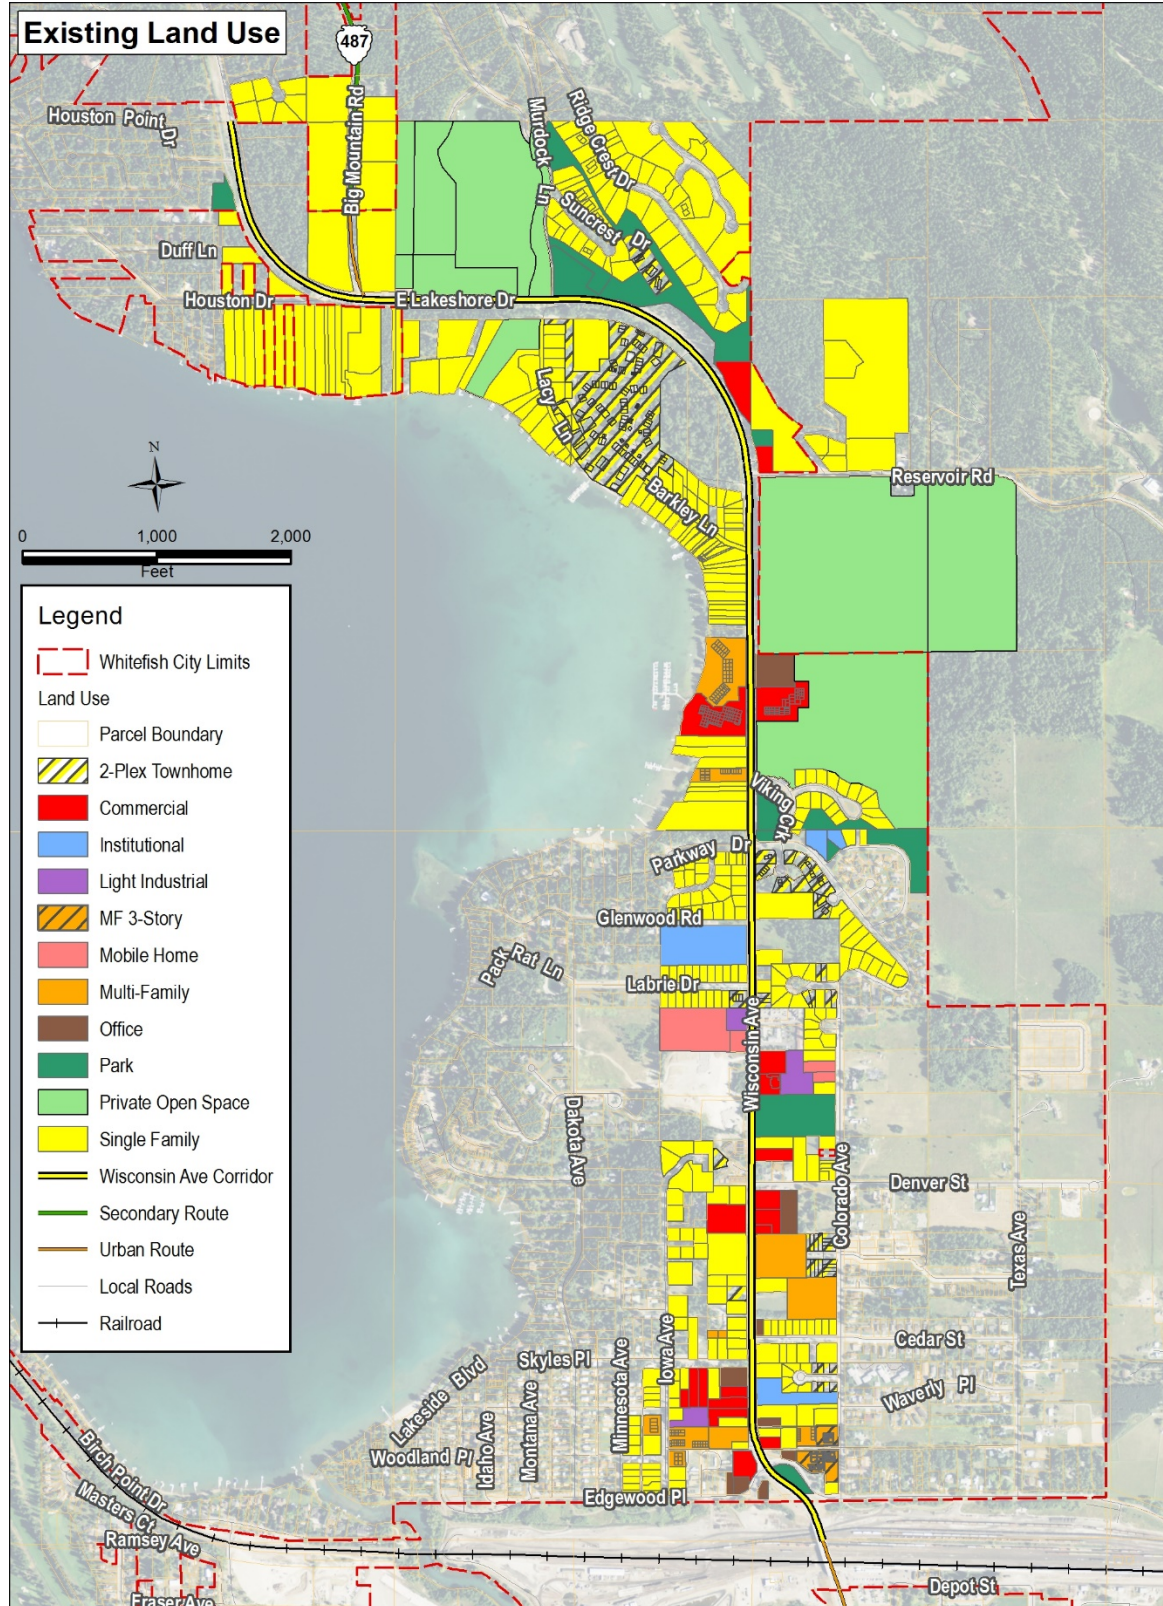 Existing Land Use
487
Houston Point Dr
Big Mountain Rd
Murdock Ln
Ridge Crest Dr
Suncrest Dr
Duff Ln
Houston Dr
E Lakeshore Dr
Lacy Ln
Barkley Ln
Reservoir Rd
N
0 1,000 2,000
Feet
Legend
Whitefish City Limits
Land Use
Parcel Boundary
2-Plex Townhome
Commercial
Institutional
Light Industrial
MF 3-Story
Mobile Home
Multi-Family
Office
Park
Private Open Space
Single Family
Wisconsin Ave Corridor
Secondary Route
Urban Route
Local Roads
Railroad
Viking Crk
Parkway Dr
Glenwood Rd
Pack Rat Ln
Labrie Dr
Wisconsin Ave
Dakota Ave
Colorado Ave
Denver St
Texas Ave
Cedar St
Iowa Ave
Skyles Pl
Minnesota Ave
Lakeside Blvd
Montana Ave
Idaho Ave
Woodland Pl
Waverly Pl
Edgewood Pl
Birch Point Dr
Masters Ct
Ramsey Ave
Fraser Ave
Depot St